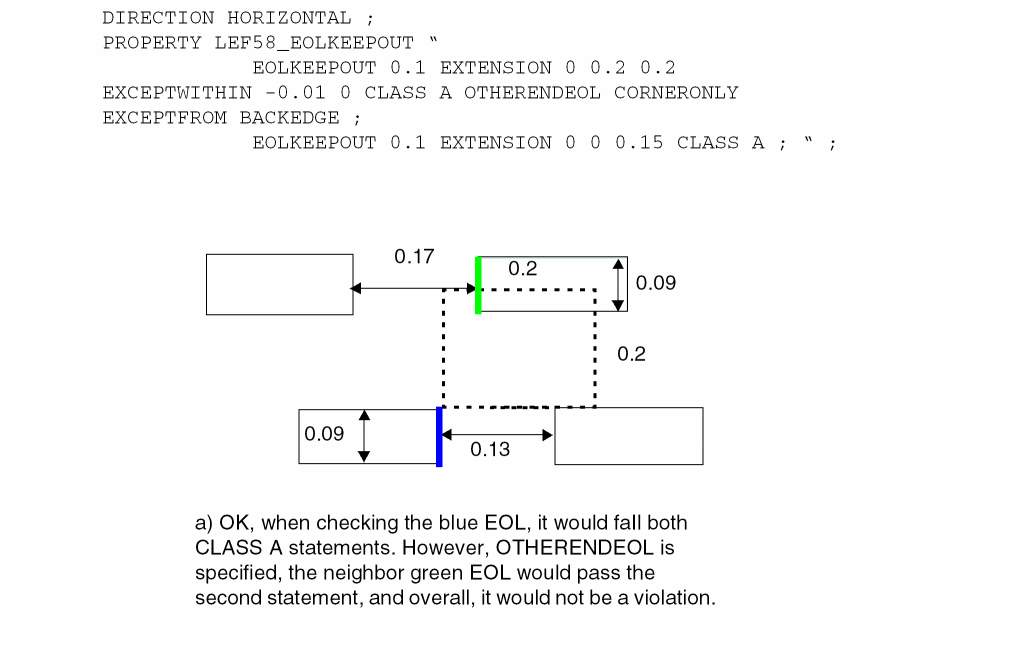 DIRECTION HORIZONTAL ;
PROPERTY LEF58_EOLKEEPOUT “
EOLKEEPOUT 0.1 EXTENSION 0 0.2 0.2
EXCEPTWITHIN -0.01 0 CLASS A OTHERENDEOL CORNERONLY
EXCEPTFROM BACKEDGE ;
EOLKEEPOUT 0.1 EXTENSION 0 0 0.15 CLASS A ; “ ;
0.17
0.2
0.09
0.2
0.09
0.13
a) OK, when checking the blue EOL, it would fall both
CLASS A statements. However, OTHERENDEOL is
specified, the neighbor green EOL would pass the
second statement, and overall, it would not be a violation.